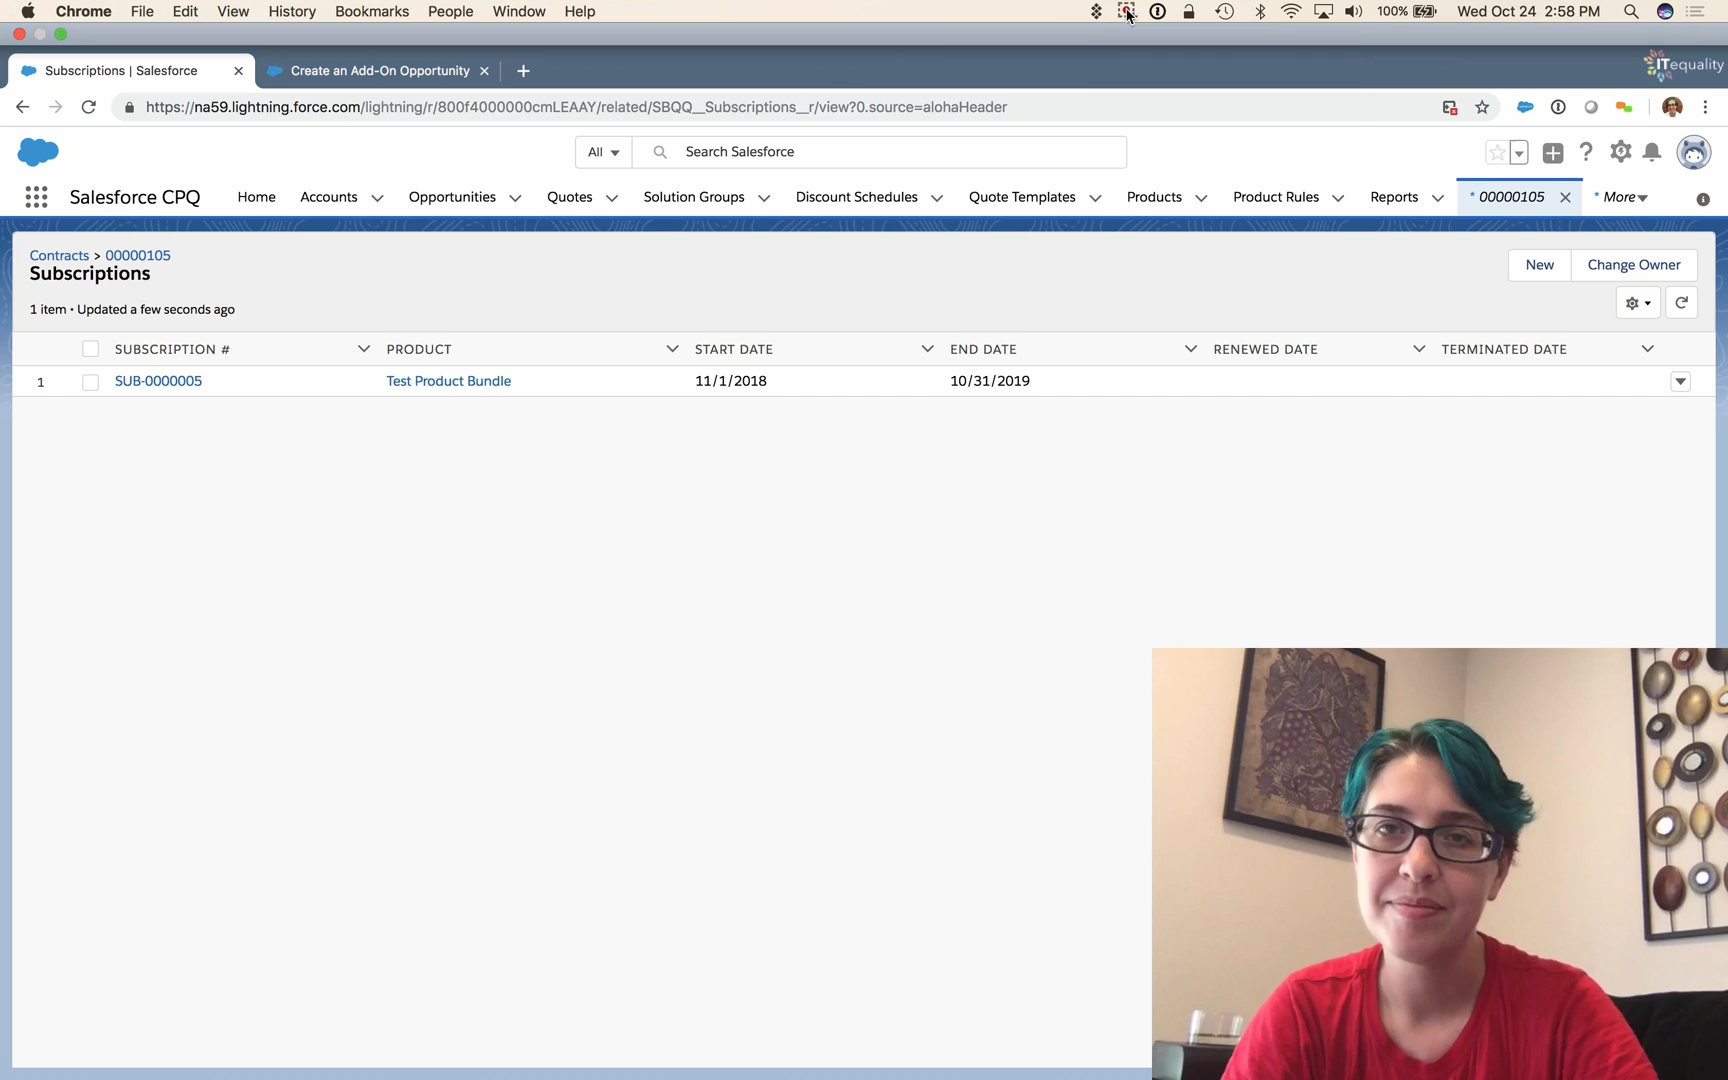 Chrome File Edit View History Bookmarks People Window Help 100% Wed Oct 24 2:58 PM
Subscriptions | Salesforce Create an Add-On Opportunity
ITequality
https://na59.lightning.force.com/lightning/r/800f4000000cmLEAAY/related/SBQQ__Subscriptions__r/view?0.source=alohaHeader
All Search Salesforce
Salesforce CPQ Home Accounts Opportunities Quotes Solution Groups Discount Schedules Quote Templates Products Product Rules Reports * 00000105 * More
Contracts > 00000105
Subscriptions
New Change Owner
1 item • Updated a few seconds ago
SUBSCRIPTION # PRODUCT START DATE END DATE RENEWED DATE TERMINATED DATE
1 SUB-0000005 Test Product Bundle 11/1/2018 10/31/2019